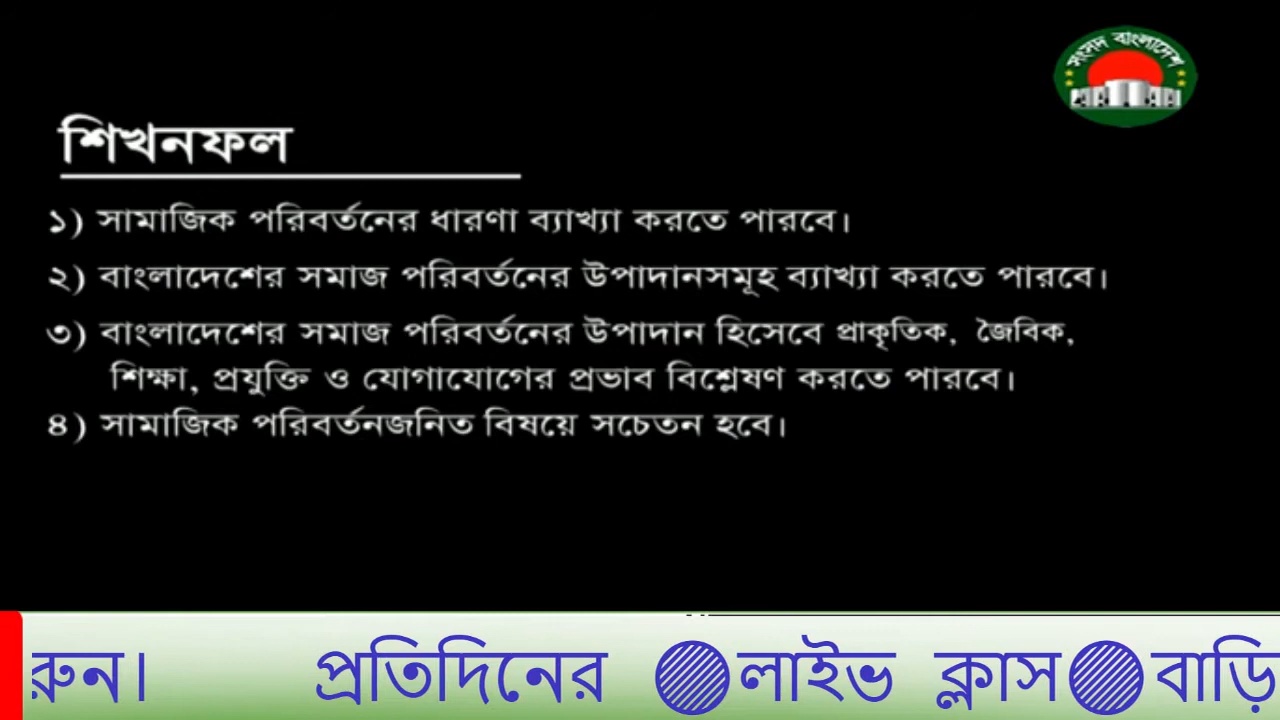 সংসদ বাংলাদেশ
শিখনফল
১) সামাজিক পরিবর্তনের ধারণা ব্যাখ্যা করতে পারবে।
২) বাংলাদেশের সমাজ পরিবর্তনের উপাদানসমূহ ব্যাখ্যা করতে পারবে।
৩) বাংলাদেশের সমাজ পরিবর্তনের উপাদান হিসেবে প্রাকৃতিক, জৈবিক,
শিক্ষা, প্রযুক্তি ও যোগাযোগের প্রভাব বিশ্লেষণ করতে পারবে।
৪) সামাজিক পরিবর্তনজনিত বিষয়ে সচেতন হবে।
রুন। প্রতিদিনের লাইভ ক্লাস বাড়ি